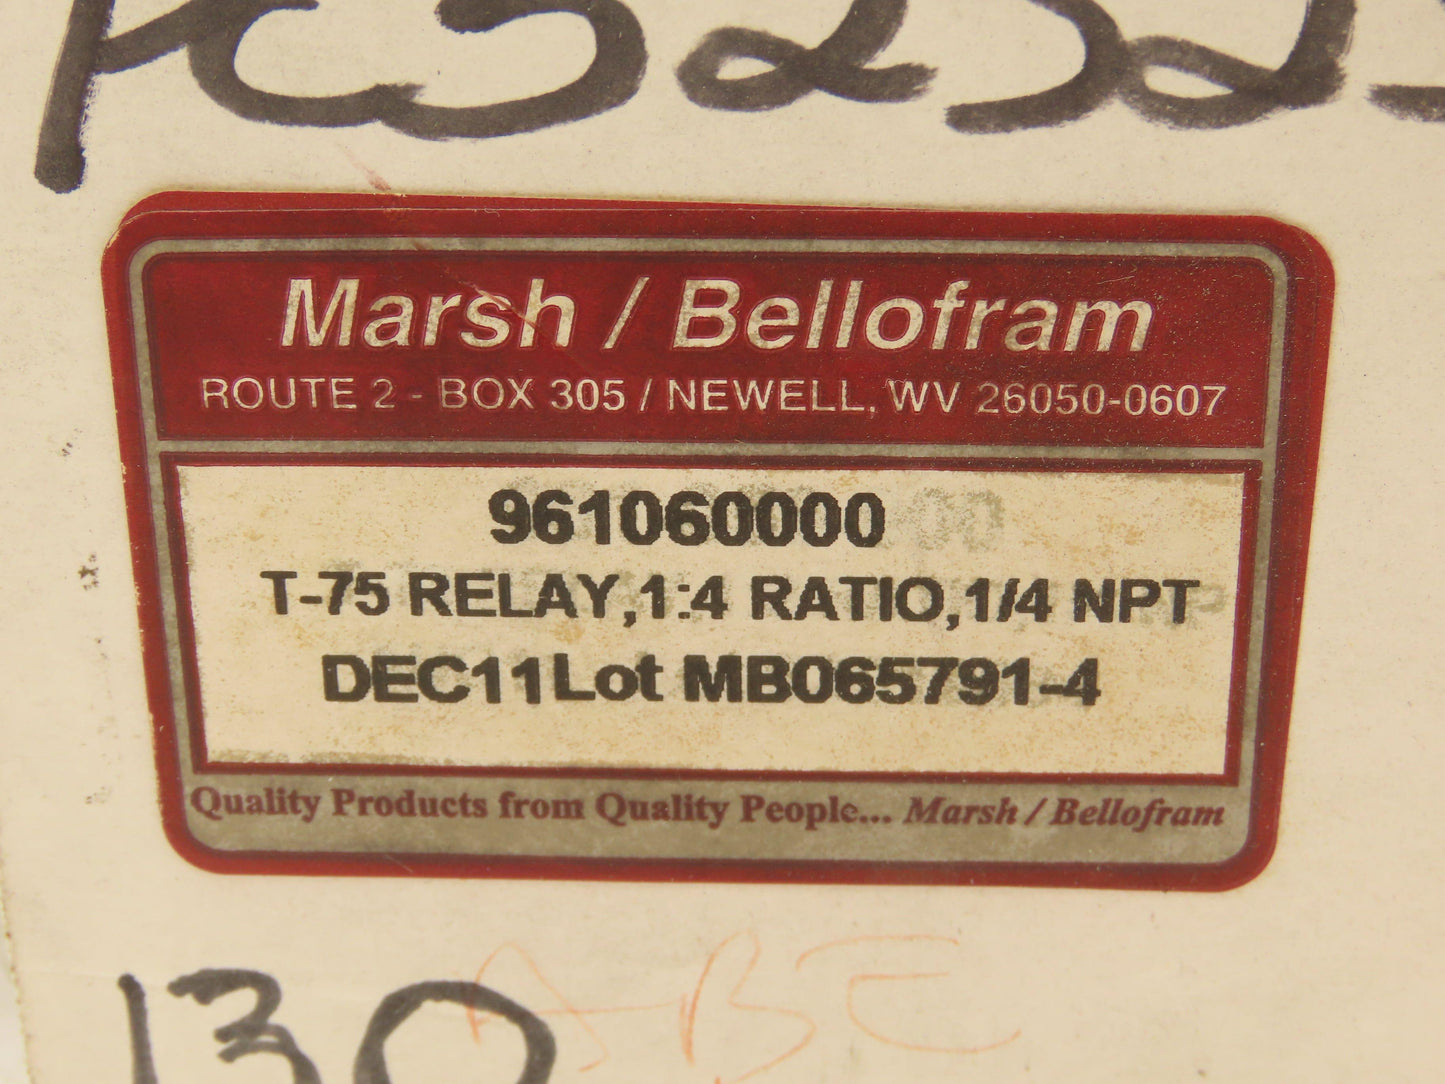 Marsh / Bellofram
ROUTE 2 - BOX 305 / NEWELL, WV 26050-0607
961060000
T-75 RELAY,1:4 RATIO,1/4 NPT
DEC11Lot MB065791-4
Quality Products from Quality People... Marsh / Bellofram
ABE
130